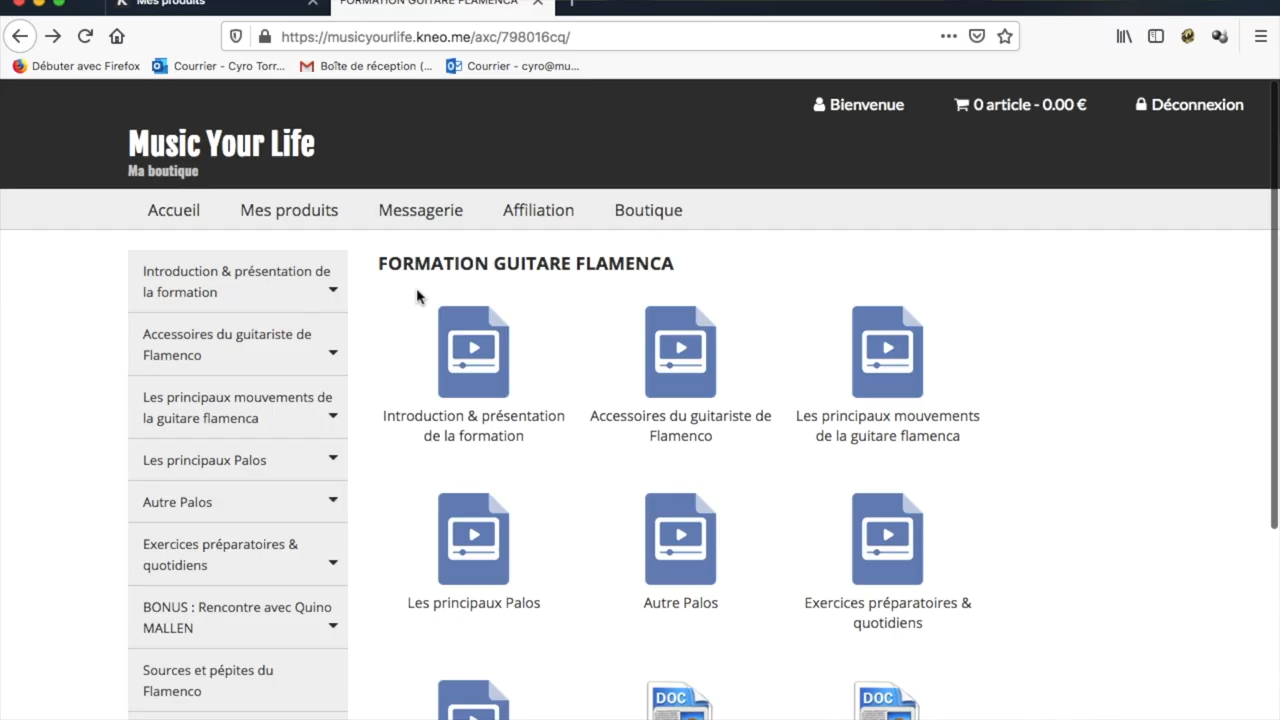 Mes produits
FORMATION GUITARE FLAMENCA
https://musicyourlife.kneo.me/axc/798016cq/
Débuter avec Firefox
Courrier - Cyro Torr...
Boîte de réception (...
Courrier - cyro@mu...
Bienvenue
0 article - 0.00 €
Déconnexion
Music Your Life
Ma boutique
Accueil
Mes produits
Messagerie
Affiliation
Boutique
Introduction & présentation de
la formation
Accessoires du guitariste de
Flamenco
Les principaux mouvements de
la guitare flamenca
Les principaux Palos
Autre Palos
Exercices préparatoires &
quotidiens
BONUS : Rencontre avec Quino
MALLEN
Sources et pépites du
Flamenco
FORMATION GUITARE FLAMENCA
Introduction & présentation
de la formation
Accessoires du guitariste de
Flamenco
Les principaux mouvements
de la guitare flamenca
Les principaux Palos
Autre Palos
Exercices préparatoires &
quotidiens
DOC
DOC